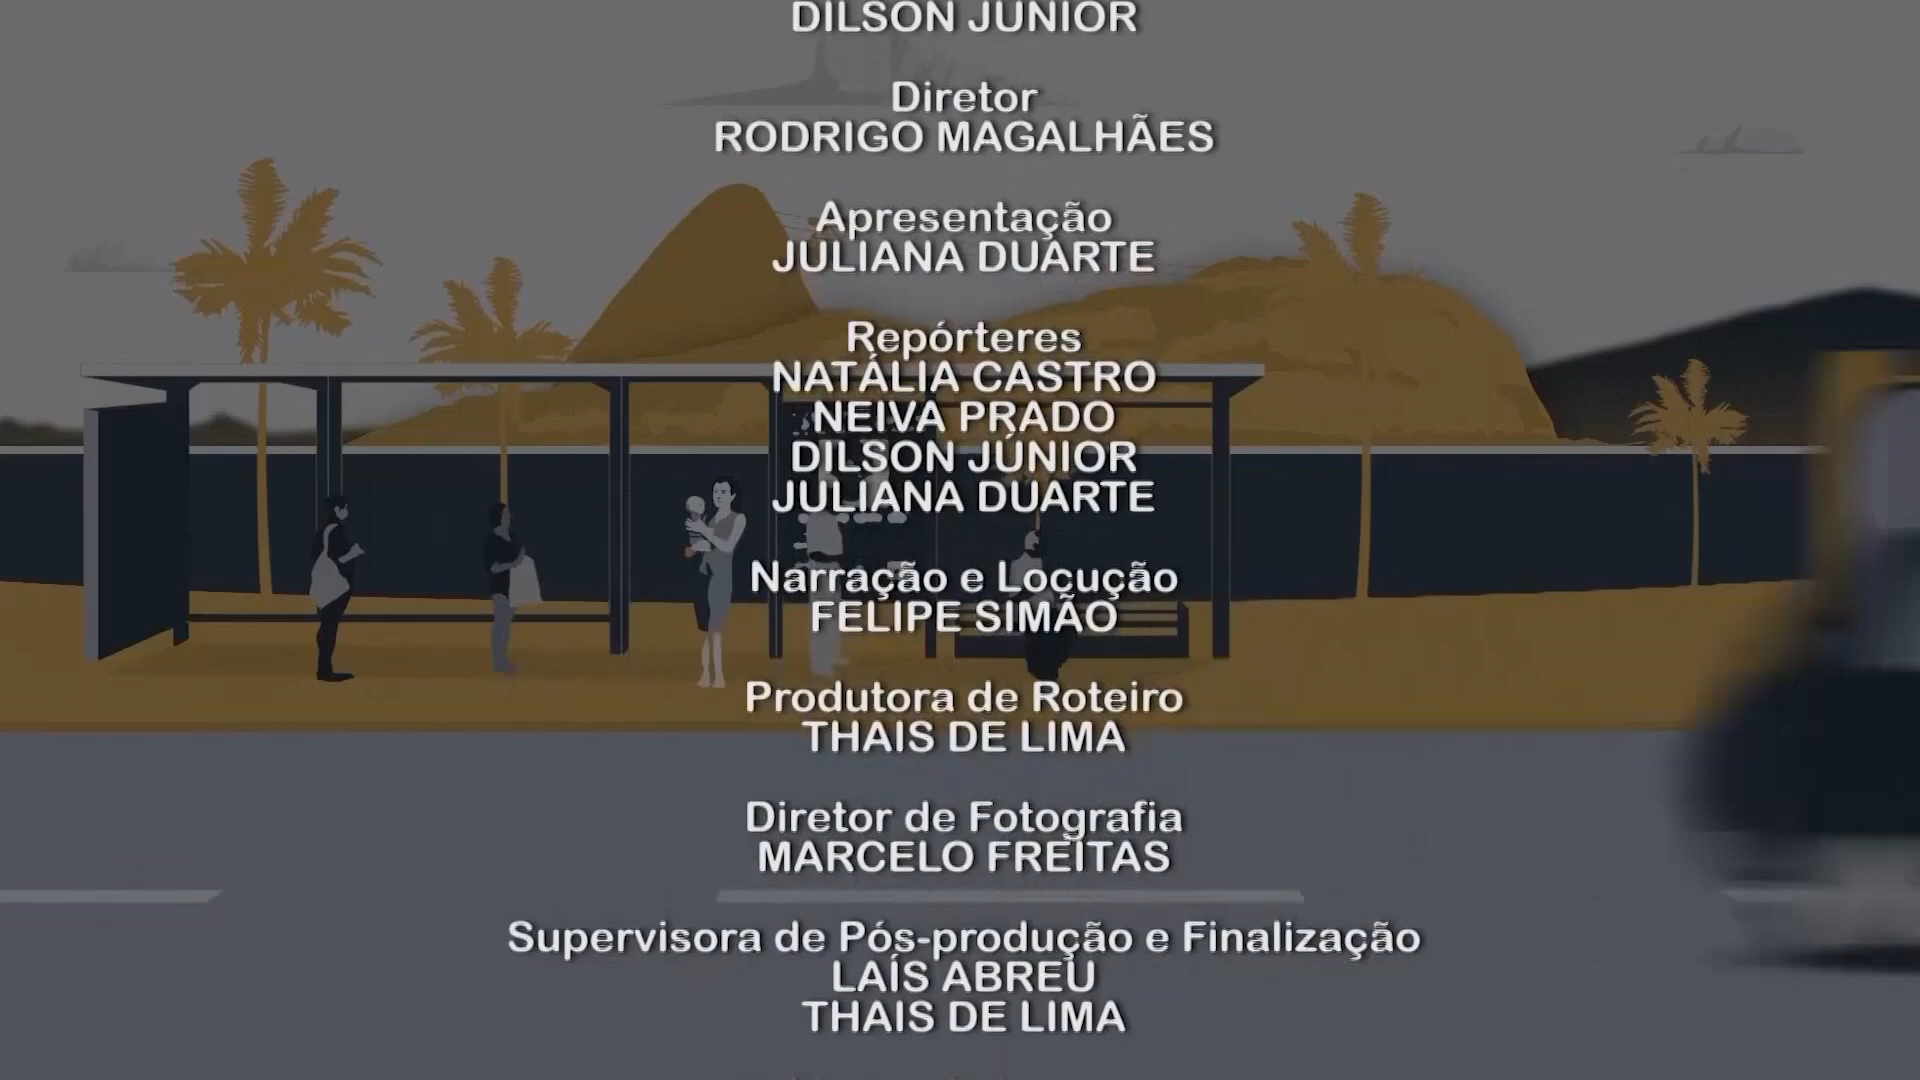 DILSON JÚNIOR
Diretor
RODRIGO MAGALHÃES
Apresentação
JULIANA DUARTE
Repórteres
NATÁLIA CASTRO
NEIVA PRADO
DILSON JÚNIOR
JULIANA DUARTE
Narração e Locução
FELIPE SIMÃO
Produtora de Roteiro
THAIS DE LIMA
Diretor de Fotografia
MARCELO FREITAS
Supervisora de Pós-produção e Finalização
LAÍS ABREU
THAIS DE LIMA